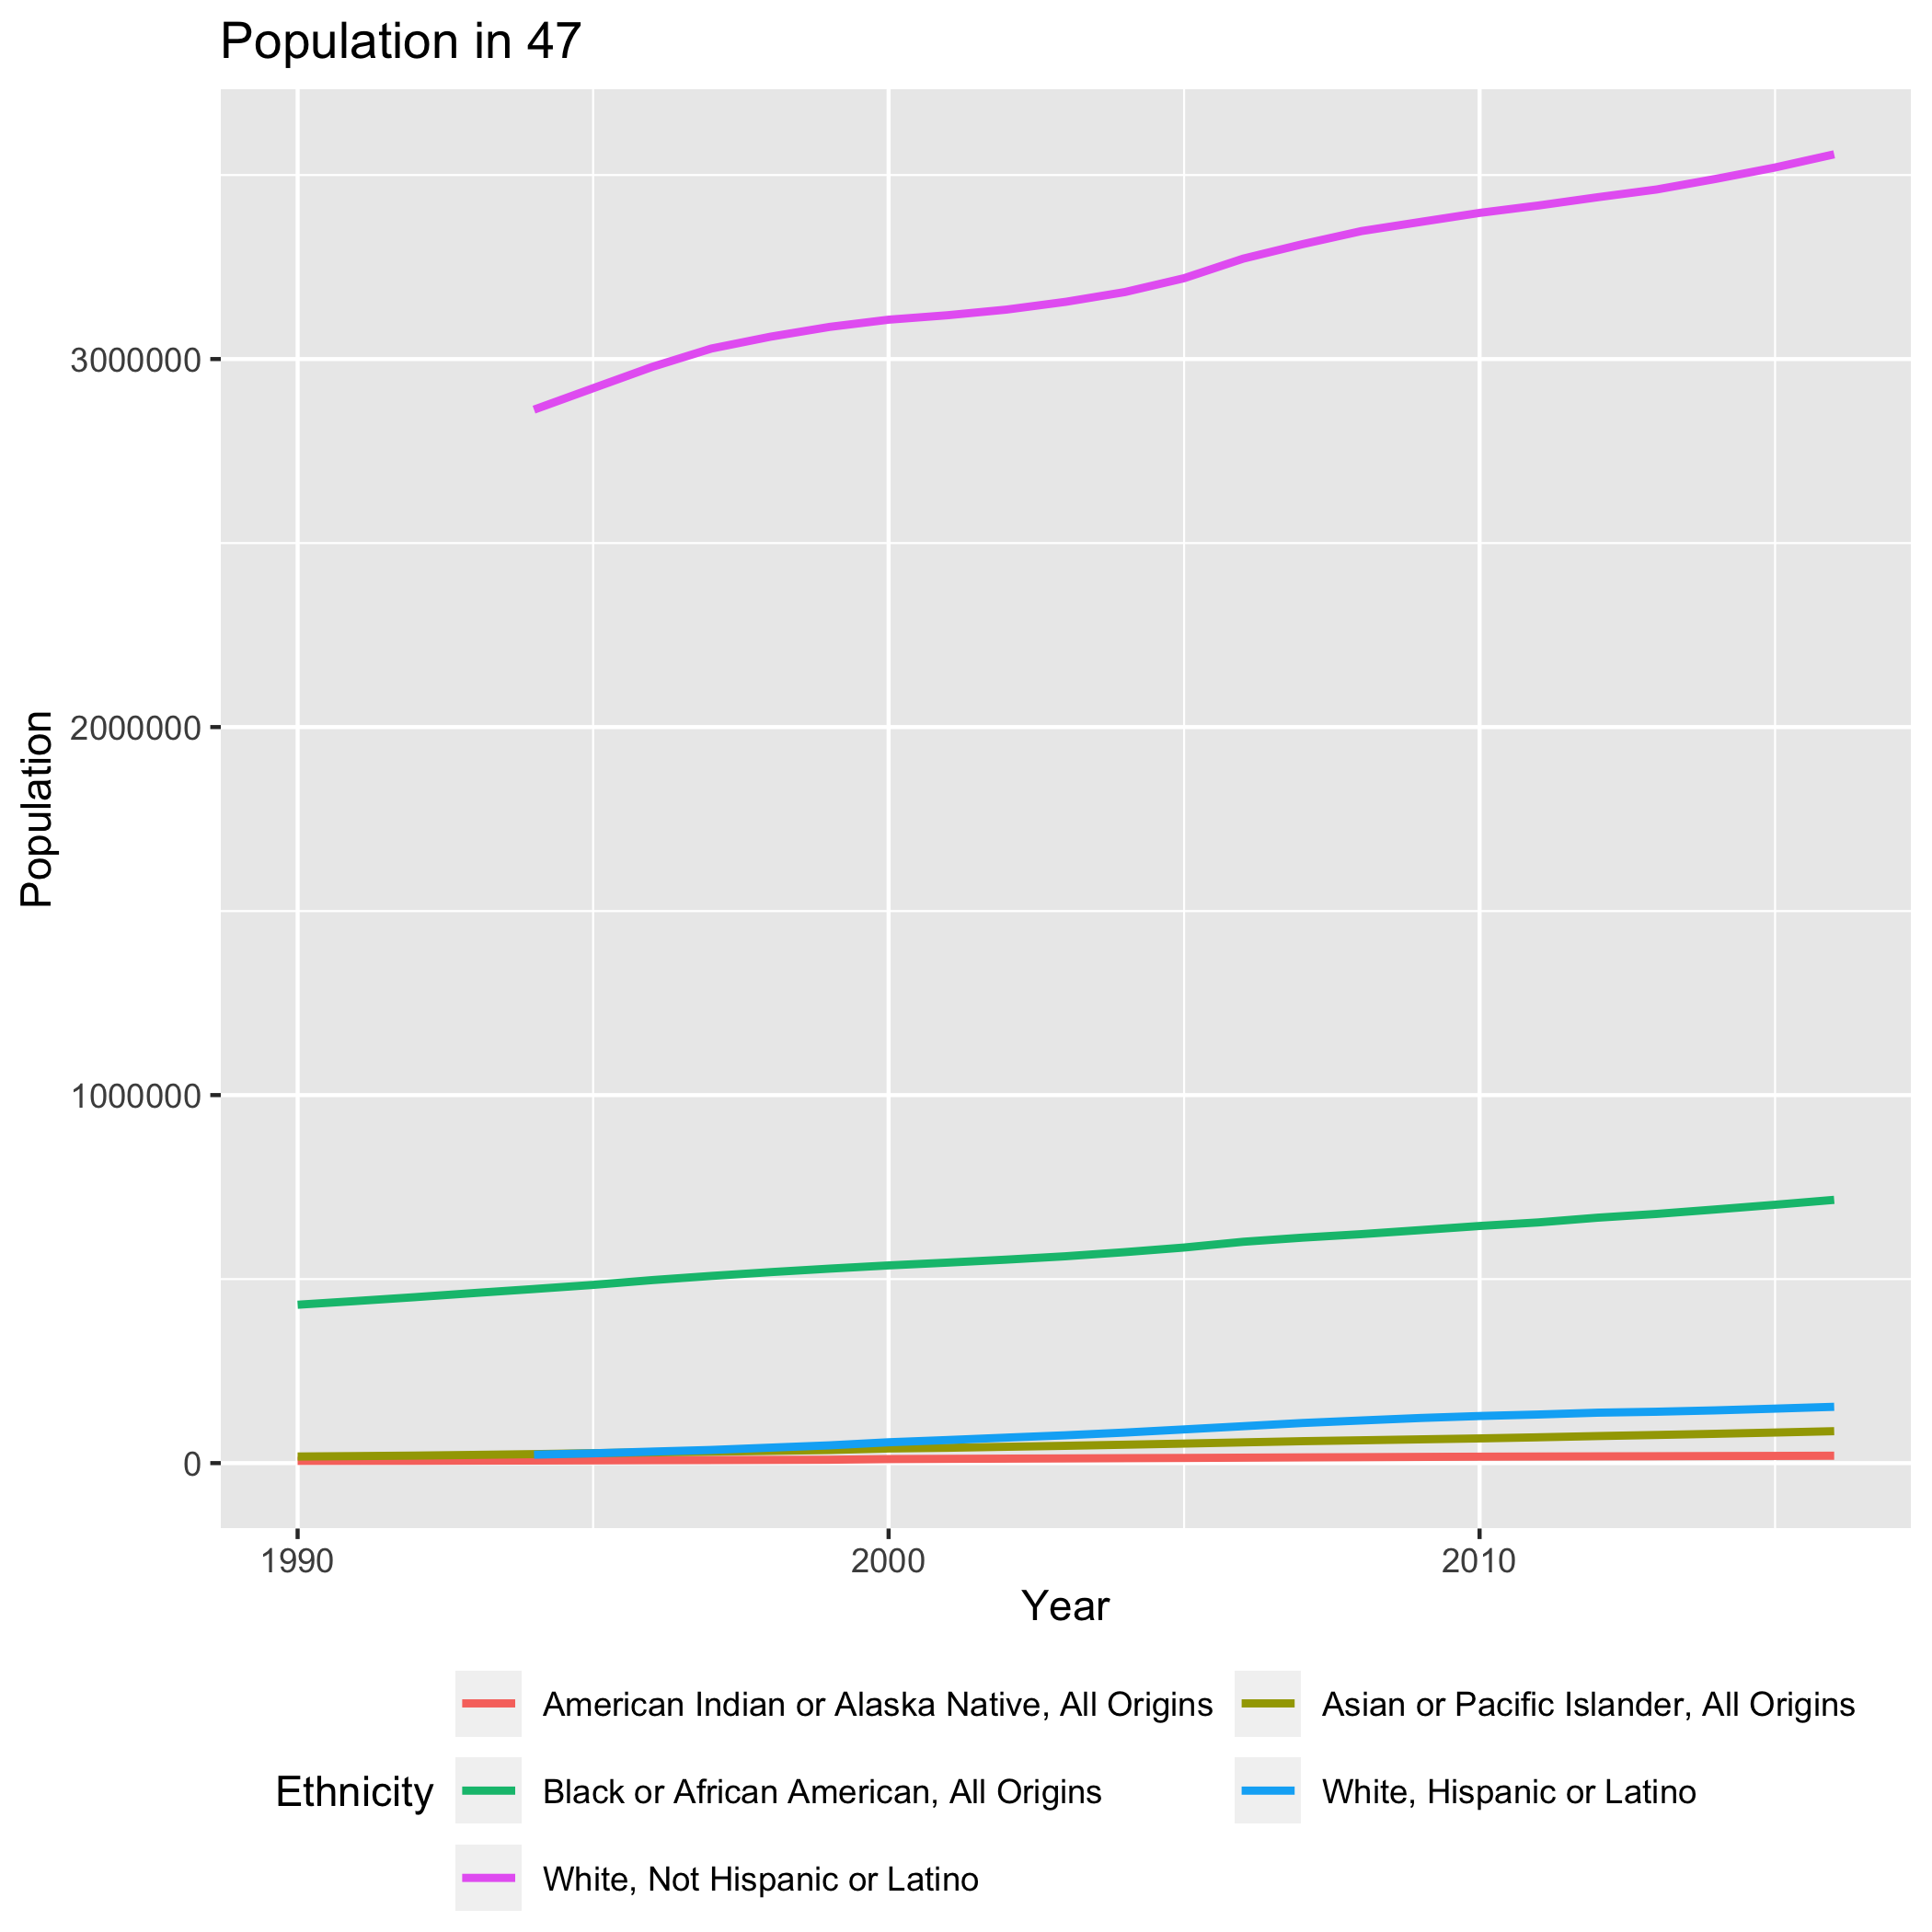 Population in 47
Population
3000000
2000000
1000000
0
1990 2000 2010
Year
Ethnicity
American Indian or Alaska Native, All Origins
Asian or Pacific Islander, All Origins
Black or African American, All Origins
White, Hispanic or Latino
White, Not Hispanic or Latino